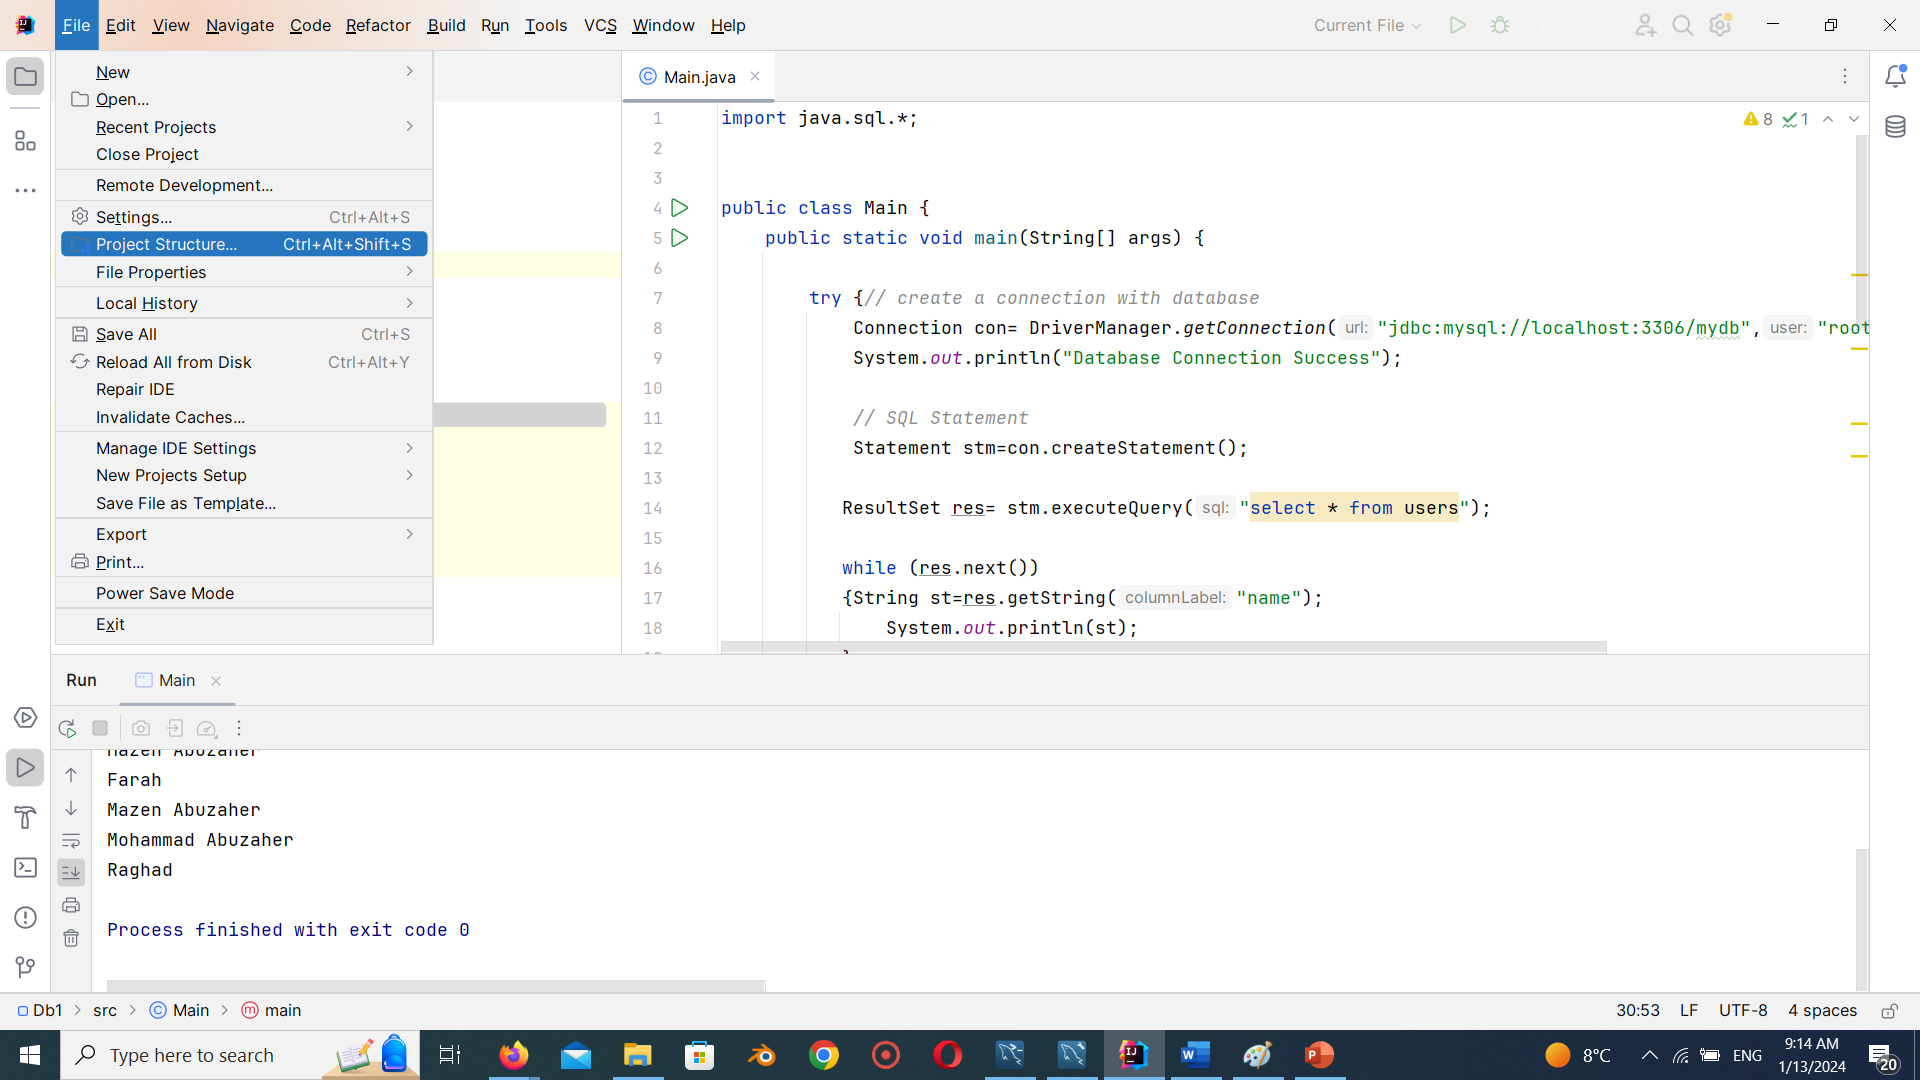 File Edit View Navigate Code Refactor Build Run Tools VCS Window Help Current File
New
Open...
Recent Projects
Close Project
Remote Development...
Settings... Ctrl+Alt+S
Project Structure... Ctrl+Alt+Shift+S
File Properties
Local History
Save All Ctrl+S
Reload All from Disk Ctrl+Alt+Y
Repair IDE
Invalidate Caches...
Manage IDE Settings
New Projects Setup
Save File as Template...
Export
Print...
Power Save Mode
Exit
Main.java
8 1
1 import java.sql.*;
2
3
4 public class Main {
5 public static void main(String[] args) {
6
7 try {// create a connection with database
8 Connection con= DriverManager.getConnection( url: "jdbc:mysql://localhost:3306/mydb", user: "root
9 System.out.println("Database Connection Success");
10
11 // SQL Statement
12 Statement stm=con.createStatement();
13
14 ResultSet res= stm.executeQuery( sql: "select * from users");
15
16 while (res.next())
17 {String st=res.getString( columnLabel: "name");
18 System.out.println(st);
Run Main
Mazen Abuzaher
Farah
Mazen Abuzaher
Mohammad Abuzaher
Raghad
Process finished with exit code 0
Db1 > src > Main > main 30:53 LF UTF-8 4 spaces
Type here to search 8°C ENG 9:14 AM
1/13/2024
20